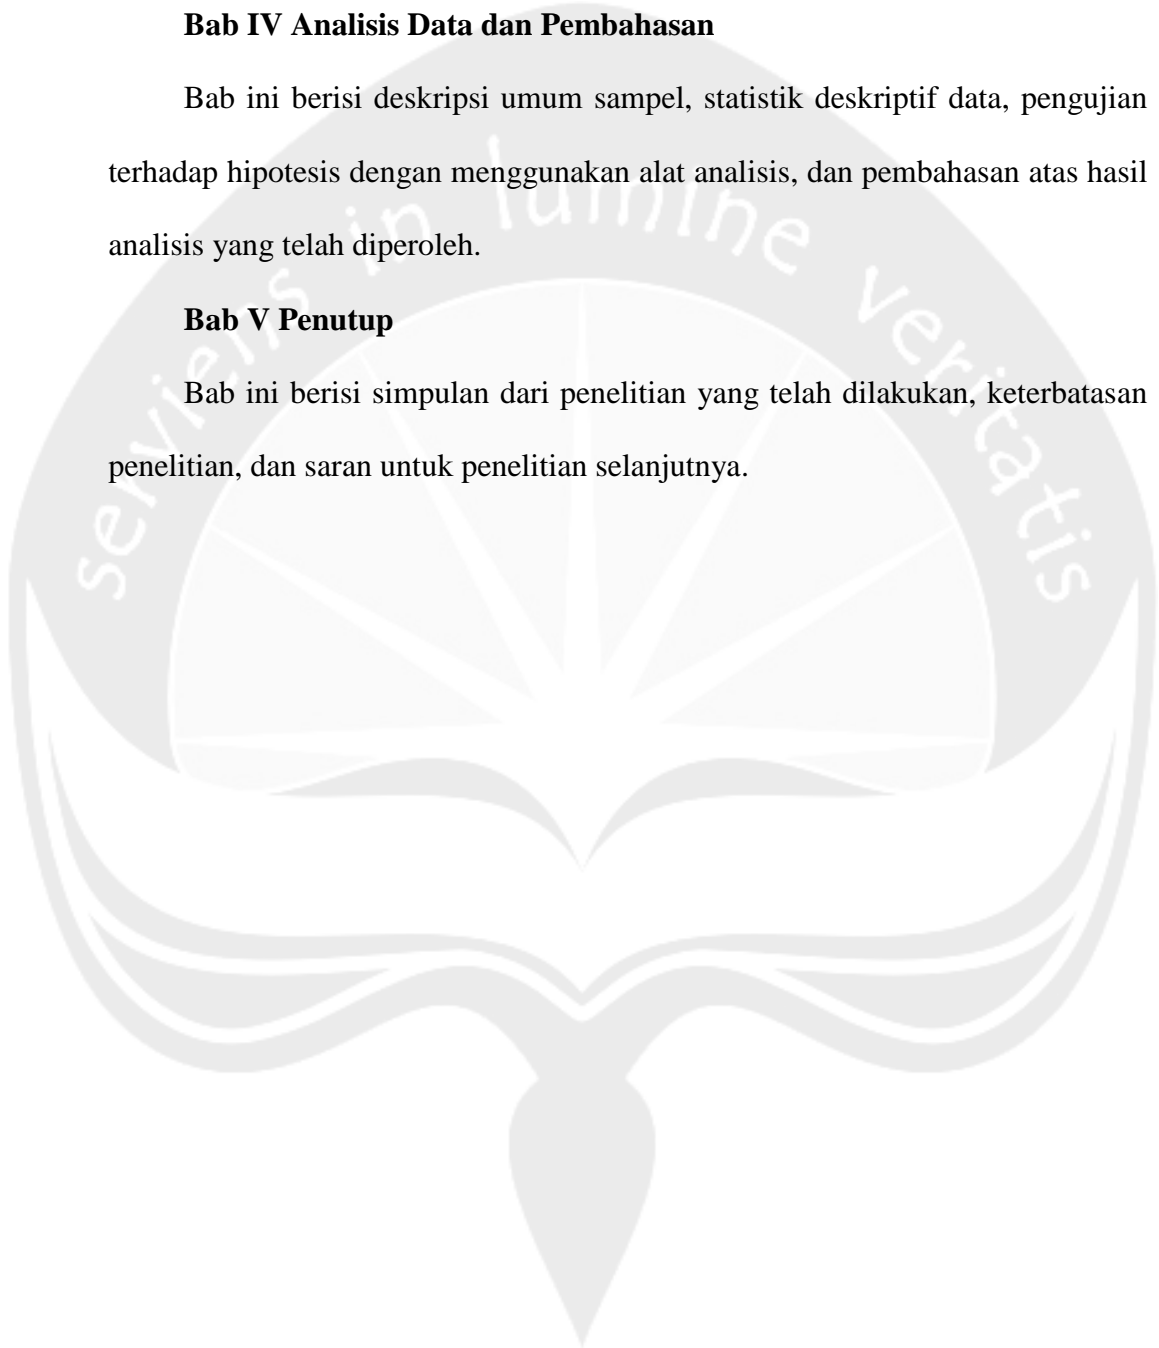 Bab IV Analisis Data dan Pembahasan
Bab ini berisi deskripsi umum sampel, statistik deskriptif data, pengujian
terhadap hipotesis dengan menggunakan alat analisis, dan pembahasan atas hasil
analisis yang telah diperoleh.
Bab V Penutup
Bab ini berisi simpulan dari penelitian yang telah dilakukan, keterbatasan
penelitian, dan saran untuk penelitian selanjutnya.
serviens in lumine veritatis